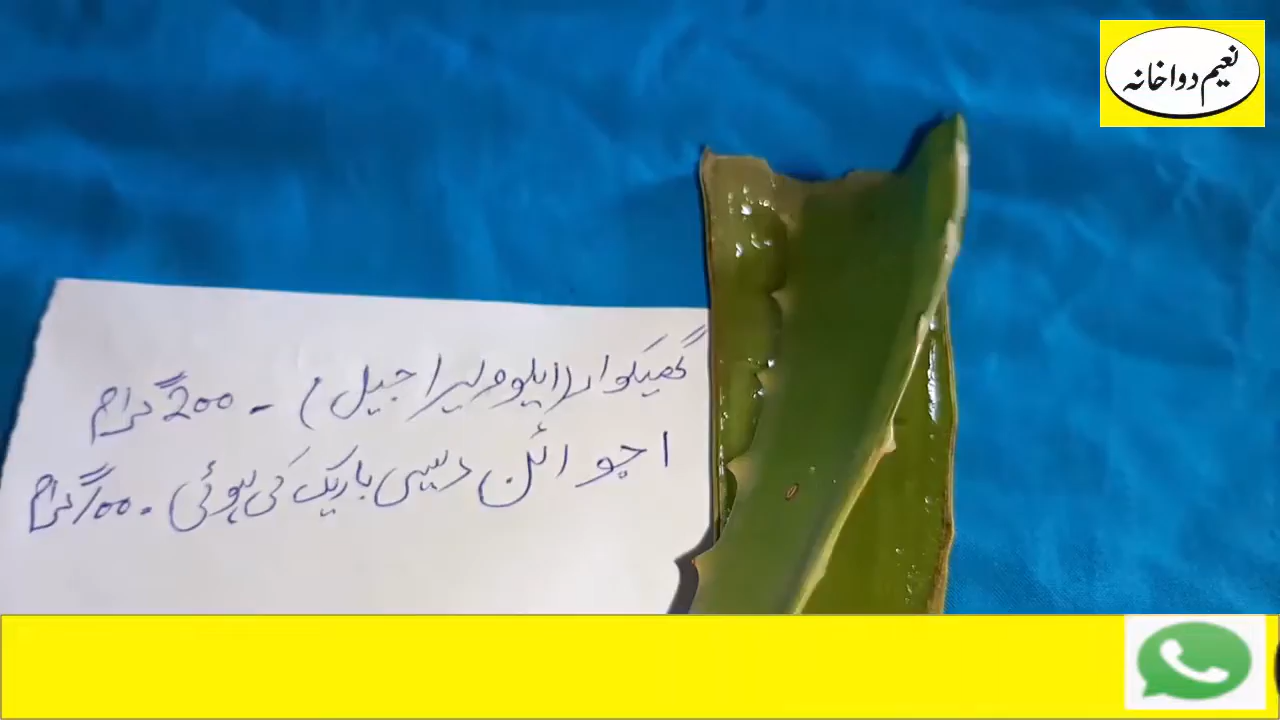 نعیم دواخانہ
گھیکوار (ایلوویرا جیل) - 200 گرام
اجوائن دیسی باریک کی ہوئی - 100 گرام